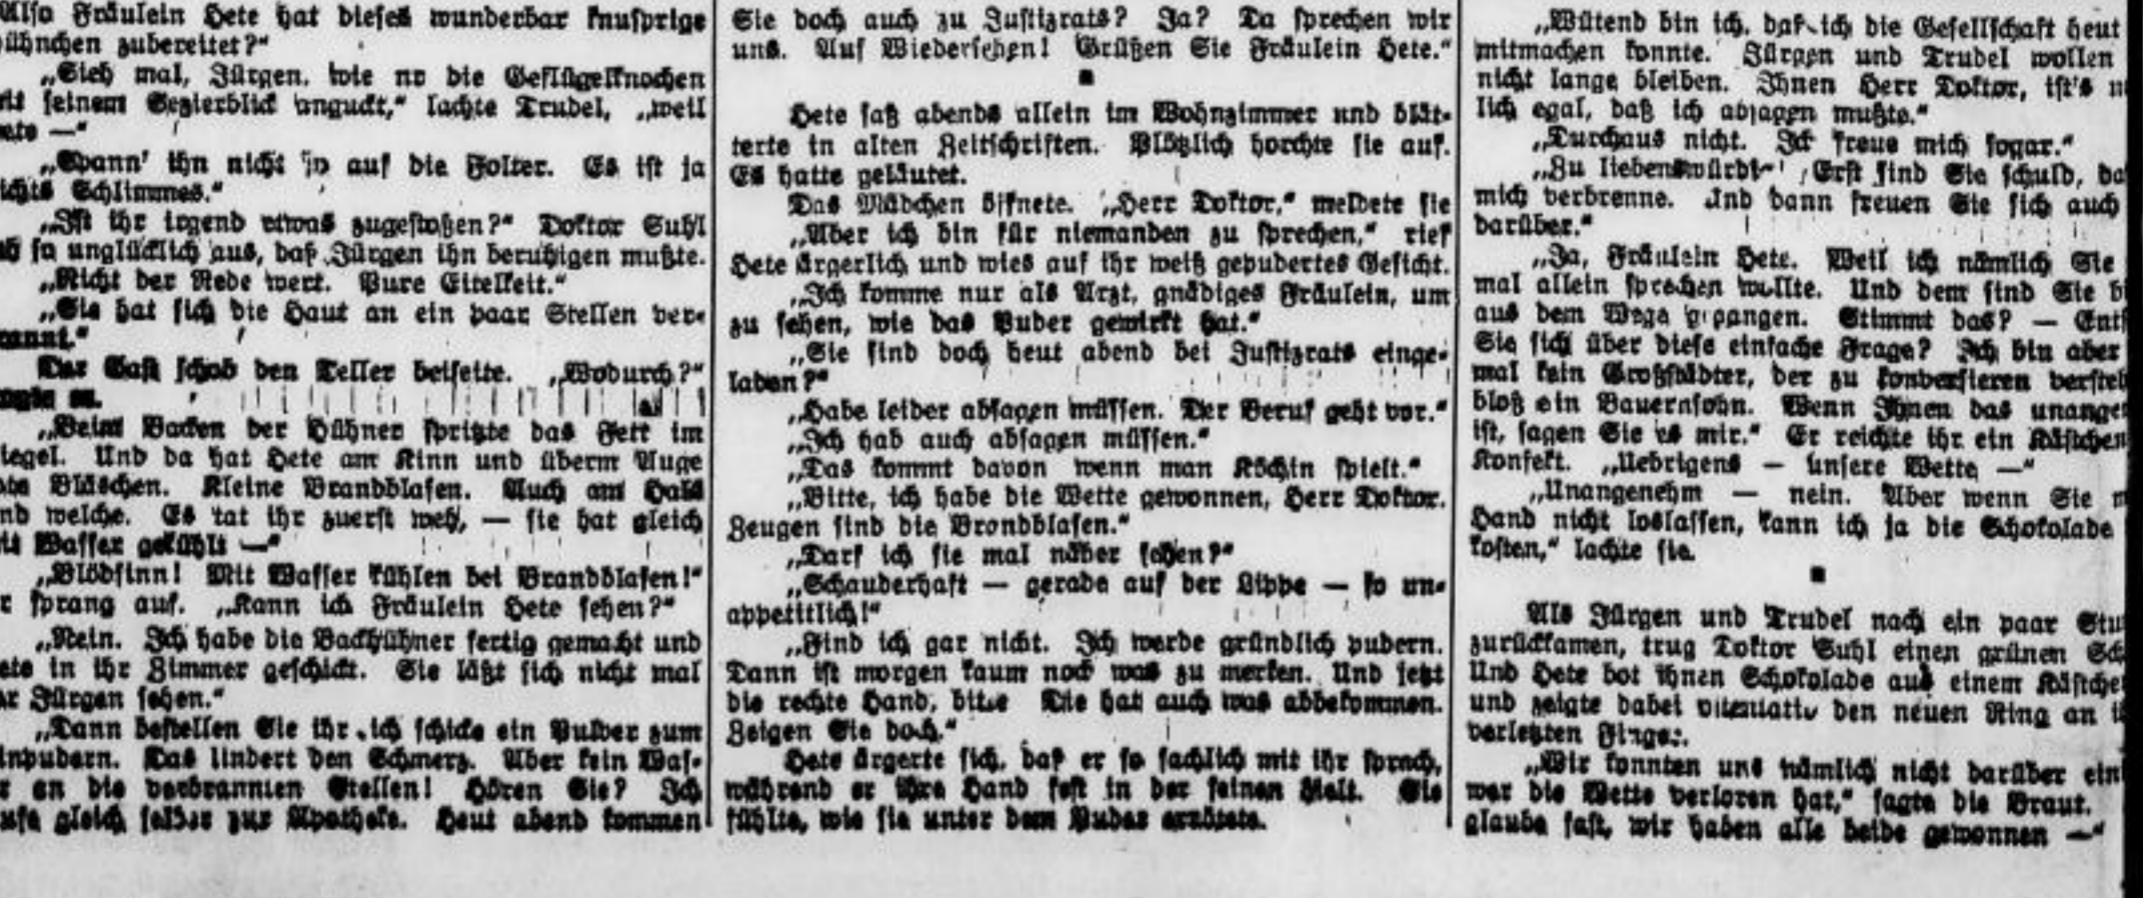 Also Fräulein Hete hat dieses wunderbar knusprige
ühnchen zubereitet?“
„Sieh mal, Jürgen, wie er die Geflügelknochen
it seinem Sezierblick anguckt,“ lachte Trudel, „weil
ete —“
„Spann' ihn nicht so auf die Folter. Es ist ja
ichts Schlimmes.“
„Ist ihr irgend etwas zugestoßen?“ Doktor Suhl
ah so unglücklich aus, daß Jürgen ihn beruhigen mußte.
„Nicht der Rede wert. Pure Eitelkeit.“
„Sie hat sich die Haut an ein paar Stellen ver-
rannt.“
Der Gast schob den Teller beiseite. „Wodurch?“
„Beim Backen der Hühner spritzte das Fett im
iegel. Und da hat Hete am Kinn und überm Auge
Bläschen. Kleine Brandblasen. Auch am Hals
nd welche. Es tat ihr zuerst weh, — sie hat gleich
it Wasser gekühlt —“
„Blödsinn! Mit Wasser kühlen bei Brandblasen!“
r sprang auf. „Kann ich Fräulein Hete sehen?“
„Nein. Ich habe die Backhühner fertig gemacht und
ete in ihr Zimmer geschickt. Sie läßt sich nicht mal
or Jürgen sehen.“
„Dann bestellen Sie ihr, ich schicke ein Pulver zum
inpudern. Das lindert den Schmerz. Aber kein Was-
r an die verbrannten Stellen! Hören Sie? Ich
ufe gleich selber zur Apotheke. Heut abend kommen
Sie doch auch zu Justizrats? Ja? Da sprechen wir
uns. Auf Wiedersehen! Grüßen Sie Fräulein Hete.“
Hete saß abends allein im Wohnzimmer und blät-
terte in alten Zeitschriften. Plötzlich horchte sie auf.
Es hatte geläutet.
Das Mädchen öffnete. „Herr Doktor,“ meldete sie
„Aber ich bin für niemanden zu sprechen,“ rief
Hete ärgerlich und wies auf ihr weiß gepudertes Gesicht.
„Ich komme nur als Arzt, gnädiges Fräulein, um
zu sehen, wie das Puder gewirkt hat.“
„Sie sind doch heut abend bei Justizrats einge-
laden?“
„Habe leider absagen müssen. Der Beruf geht vor.“
„Ich hab auch absagen müssen.“
„Das kommt davon wenn man Köchin spielt.“
„Bitte, ich habe die Wette gewonnen, Herr Doktor.
Zeugen sind die Brandblasen.“
„Darf ich sie mal näher sehen?“
„Schauderhaft — gerade auf der Lippe — so un-
appetitlich!“
„Find ich gar nicht. Ich werde gründlich pudern.
Dann ist morgen kaum noch was zu merken. Und jetzt
die rechte Hand, bitte Die hat auch was abbekommen.
Zeigen Sie doch.“
Hete ärgerte sich, daß er so sachlich mit ihr sprach,
während er ihre Hand fest in der seinen hielt. Sie
fühlte, wie sie unter dem Puder errötete.
„Wütend bin ich, daß ich die Gesellschaft heut
mitmachen konnte. Jürgen und Trudel wollen
nicht lange bleiben. Ihnen Herr Doktor, ist's n
lich egal, daß ich absagen mußte.“
„Durchaus nicht. Ich freue mich sogar.“
„Zu liebenswürdi Erst sind Sie schuld, da
mich verbrenne. Und dann freuen Sie sich auch
darüber.“
„Ja, Fräulein Hete. Weil ich nämlich Sie
mal allein sprechen wollte. Und dem sind Sie b
aus dem Wege gegangen. Stimmt das? — Ent
Sie sich über diese einfache Frage? Ich bin aber
mal kein Großstädter, der zu konversieren versteh
bloß ein Bauernsohn. Wenn Ihnen das unange
ist, sagen Sie es mir.“ Er reichte ihr ein Kästchen
Konfekt. „Uebrigens — unsere Wette —“
„Unangenehm — nein. Aber wenn Sie m
Hand nicht loslassen, kann ich ja die Schokolade
kosten,“ lachte sie.
Als Jürgen und Trudel nach ein paar Stu
zurückkamen, trug Doktor Suhl einen grünen Sch
Und Hete bot ihnen Schokolade aus einem Kästche
und zeigte dabei den neuen Ring an i
verletzten Finger.
„Wir konnten uns nämlich nicht darüber ein
wer die Wette verloren hat,“ sagte die Braut.
glaube fast, wir haben alle beide gewonnen —“